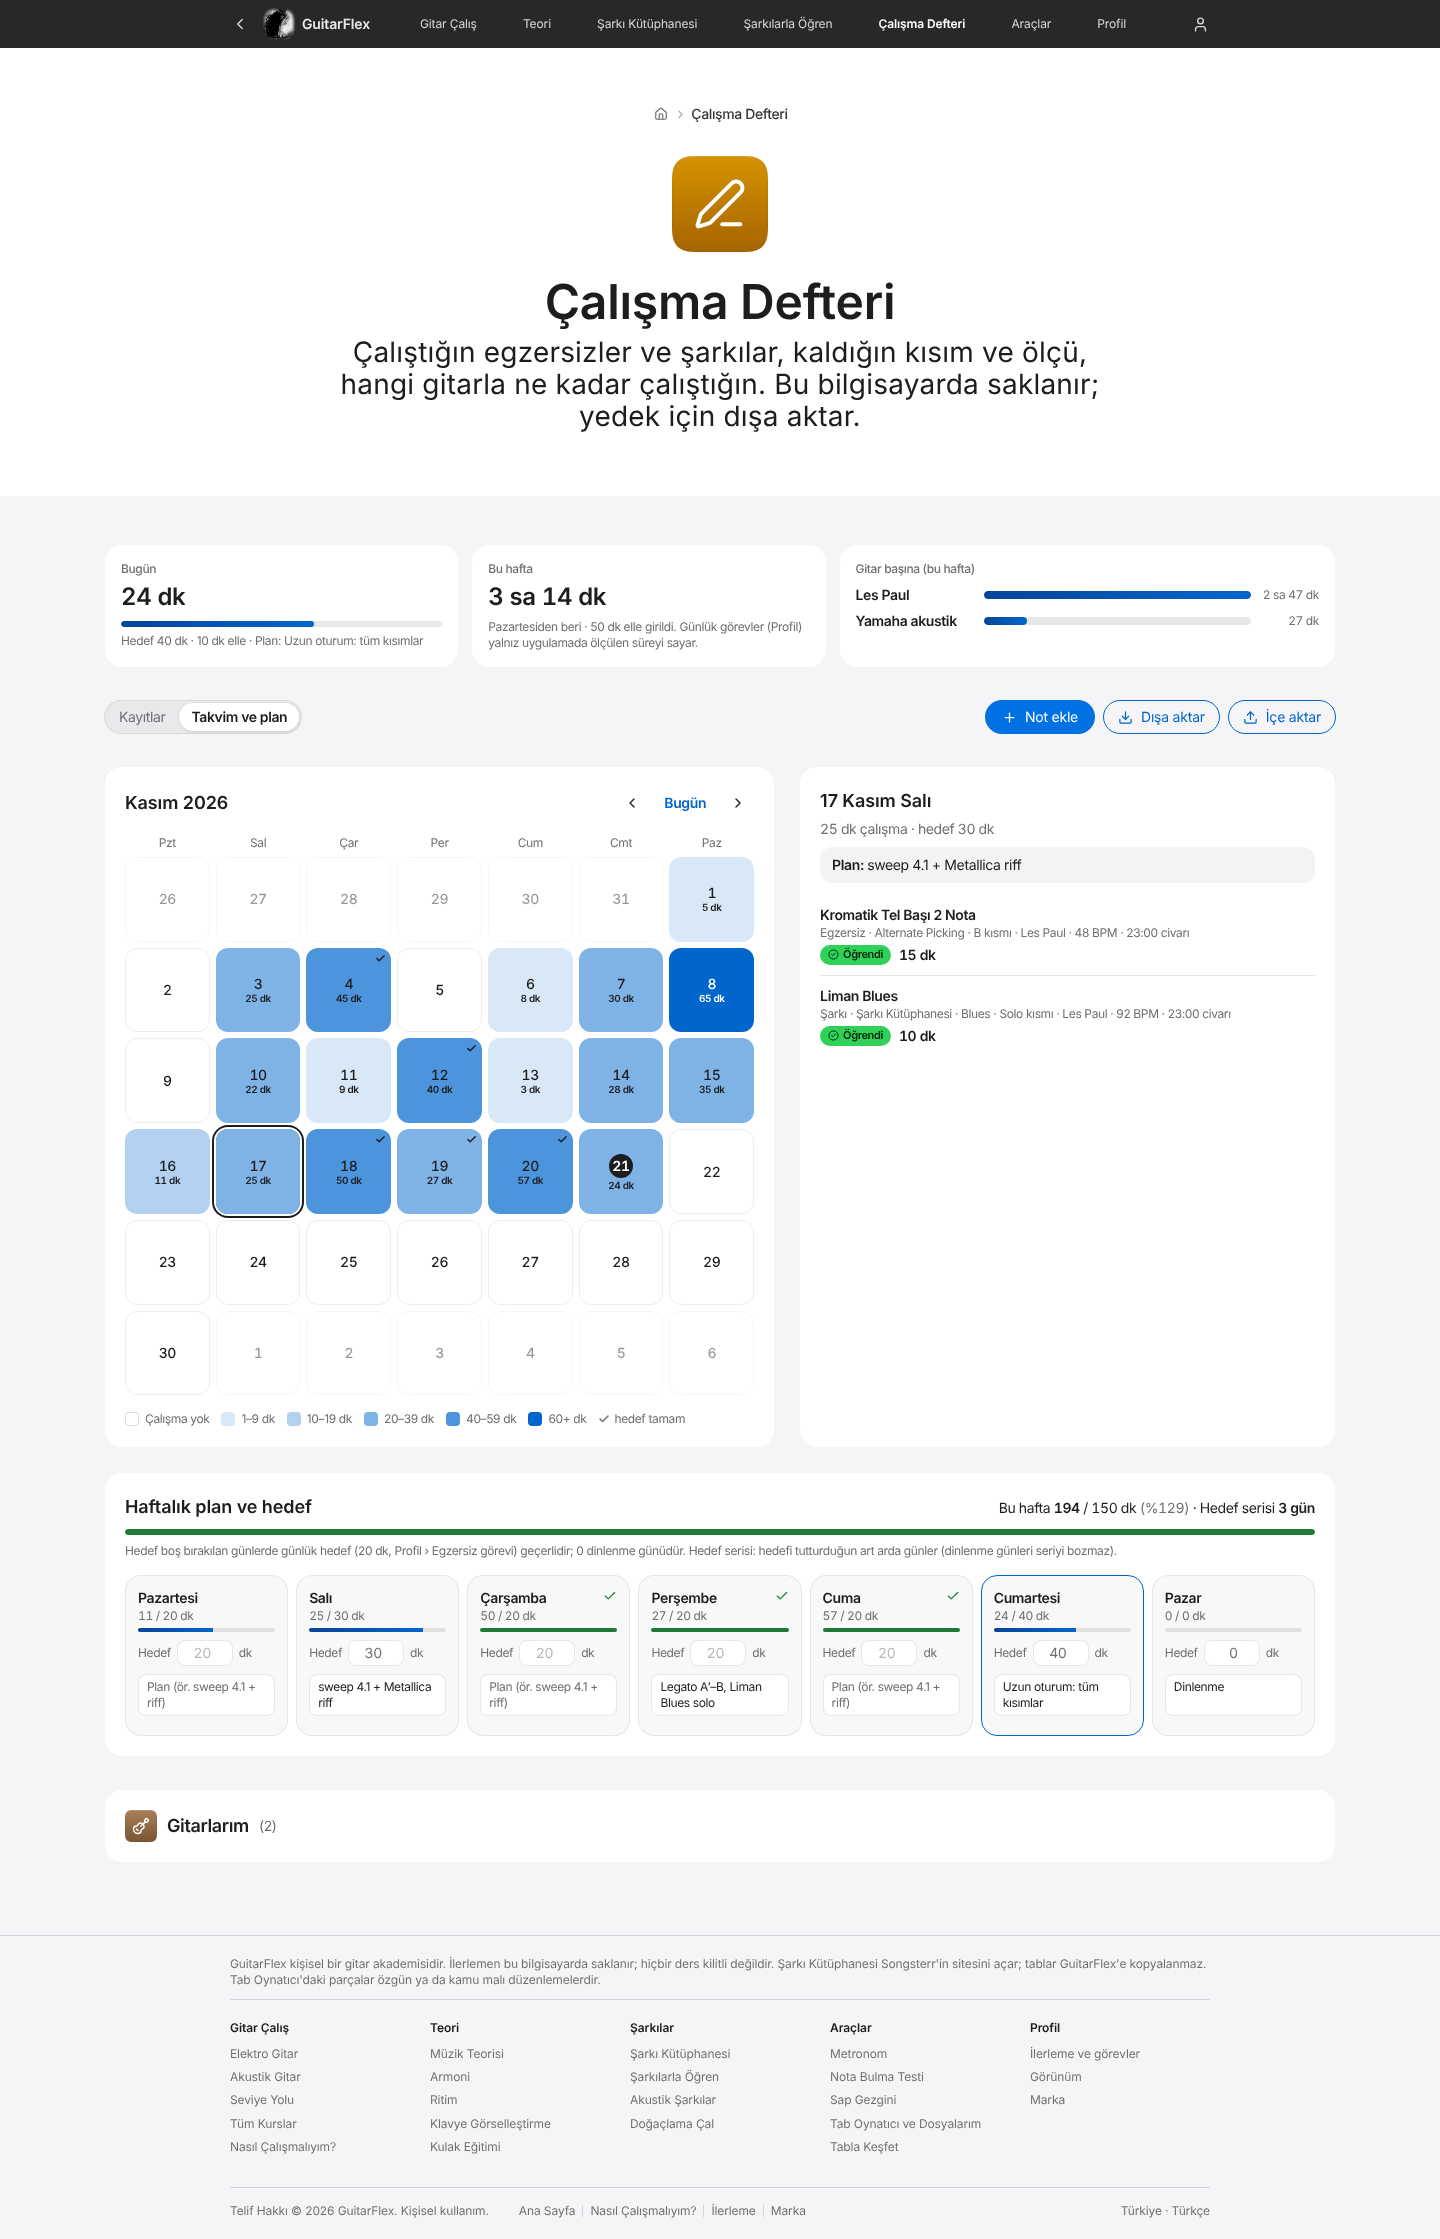 GuitarFlex
Gitar Çalış
Teori
Şarkı Kütüphanesi
Şarkılarla Öğren
Çalışma Defteri
Araçlar
Profil
Çalışma Defteri
Çalışma Defteri
Çalıştığın egzersizler ve şarkılar, kaldığın kısım ve ölçü,
hangi gitarla ne kadar çalıştığın. Bu bilgisayarda saklanır;
yedek için dışa aktar.
Bugün
24 dk
Hedef 40 dk · 10 dk elle · Plan: Uzun oturum: tüm kısımlar
Bu hafta
3 sa 14 dk
Pazartesiden beri · 50 dk elle girildi. Günlük görevler (Profil)
yalnız uygulamada ölçülen süreyi sayar.
Gitar başına (bu hafta)
Les Paul 2 sa 47 dk
Yamaha akustik 27 dk
Kayıtlar
Takvim ve plan
Not ekle
Dışa aktar
İçe aktar
Kasım 2026
Bugün
Pzt Sal Çar Per Cum Cmt Paz
26 27 28 29 30 31 1
5 dk
2 3 4 5 6 7 8
25 dk 45 dk 8 dk 30 dk 65 dk
9 10 11 12 13 14 15
22 dk 9 dk 40 dk 3 dk 28 dk 35 dk
16 17 18 19 20 21 22
11 dk 25 dk 50 dk 27 dk 57 dk 24 dk
23 24 25 26 27 28 29
30 1 2 3 4 5 6
Çalışma yok 1–9 dk 10–19 dk 20–39 dk 40–59 dk 60+ dk hedef tamam
17 Kasım Salı
25 dk çalışma · hedef 30 dk
Plan: sweep 4.1 + Metallica riff
Kromatik Tel Başı 2 Nota
Egzersiz · Alternate Picking · B kısmı · Les Paul · 48 BPM · 23:00 civarı
Öğrendi 15 dk
Liman Blues
Şarkı · Şarkı Kütüphanesi · Blues · Solo kısmı · Les Paul · 92 BPM · 23:00 civarı
Öğrendi 10 dk
Haftalık plan ve hedef
Bu hafta 194 / 150 dk (%129) · Hedef serisi 3 gün
Hedef boş bırakılan günlerde günlük hedef (20 dk, Profil › Egzersiz görevi) geçerlidir; 0 dinlenme günüdür. Hedef serisi: hedefi tutturduğun art arda günler (dinlenme günleri seriyi bozmaz).
Pazartesi
11 / 20 dk
Hedef 20 dk
Plan (ör. sweep 4.1 +
riff)
Salı
25 / 30 dk
Hedef 30 dk
sweep 4.1 + Metallica
riff
Çarşamba
50 / 20 dk
Hedef 20 dk
Plan (ör. sweep 4.1 +
riff)
Perşembe
27 / 20 dk
Hedef 20 dk
Legato A'–B, Liman
Blues solo
Cuma
57 / 20 dk
Hedef 20 dk
Plan (ör. sweep 4.1 +
riff)
Cumartesi
24 / 40 dk
Hedef 40 dk
Uzun oturum: tüm
kısımlar
Pazar
0 / 0 dk
Hedef 0 dk
Dinlenme
Gitarlarım (2)
GuitarFlex kişisel bir gitar akademisidir. İlerlemen bu bilgisayarda saklanır; hiçbir ders kilitli değildir. Şarkı Kütüphanesi Songsterr'in sitesini açar; tablar GuitarFlex'e kopyalanmaz.
Tab Oynatıcı'daki parçalar özgün ya da kamu malı düzenlemelerdir.
Gitar Çalış
Elektro Gitar
Akustik Gitar
Seviye Yolu
Tüm Kurslar
Nasıl Çalışmalıyım?
Teori
Müzik Teorisi
Armoni
Ritim
Klavye Görselleştirme
Kulak Eğitimi
Şarkılar
Şarkı Kütüphanesi
Şarkılarla Öğren
Akustik Şarkılar
Doğaçlama Çal
Araçlar
Metronom
Nota Bulma Testi
Sap Gezgini
Tab Oynatıcı ve Dosyalarım
Tabla Keşfet
Profil
İlerleme ve görevler
Görünüm
Marka
Telif Hakkı © 2026 GuitarFlex. Kişisel kullanım.
Ana Sayfa
Nasıl Çalışmalıyım?
İlerleme
Marka
Türkiye · Türkçe